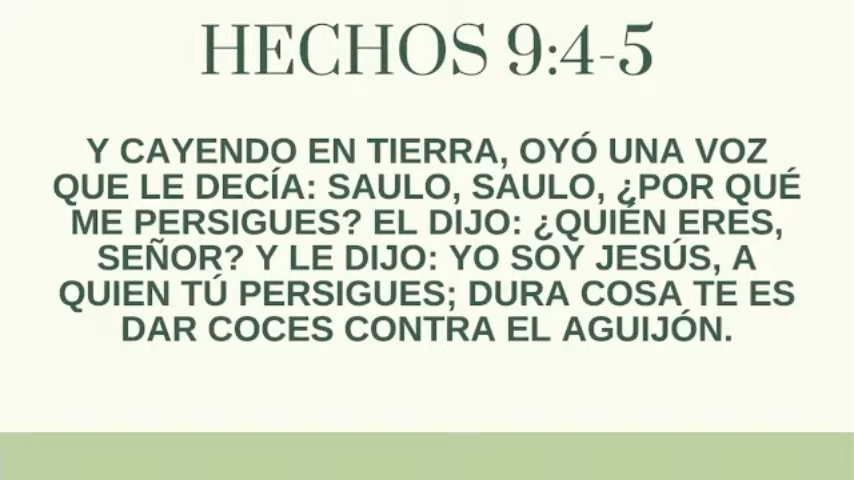 HECHOS 9:4-5
Y CAYENDO EN TIERRA, OYÓ UNA VOZ
QUE LE DECÍA: SAULO, SAULO, ¿POR QUÉ
ME PERSIGUES? EL DIJO: ¿QUIÉN ERES,
SEÑOR? Y LE DIJO: YO SOY JESÚS, A
QUIEN TÚ PERSIGUES; DURA COSA TE ES
DAR COCES CONTRA EL AGUIJÓN.